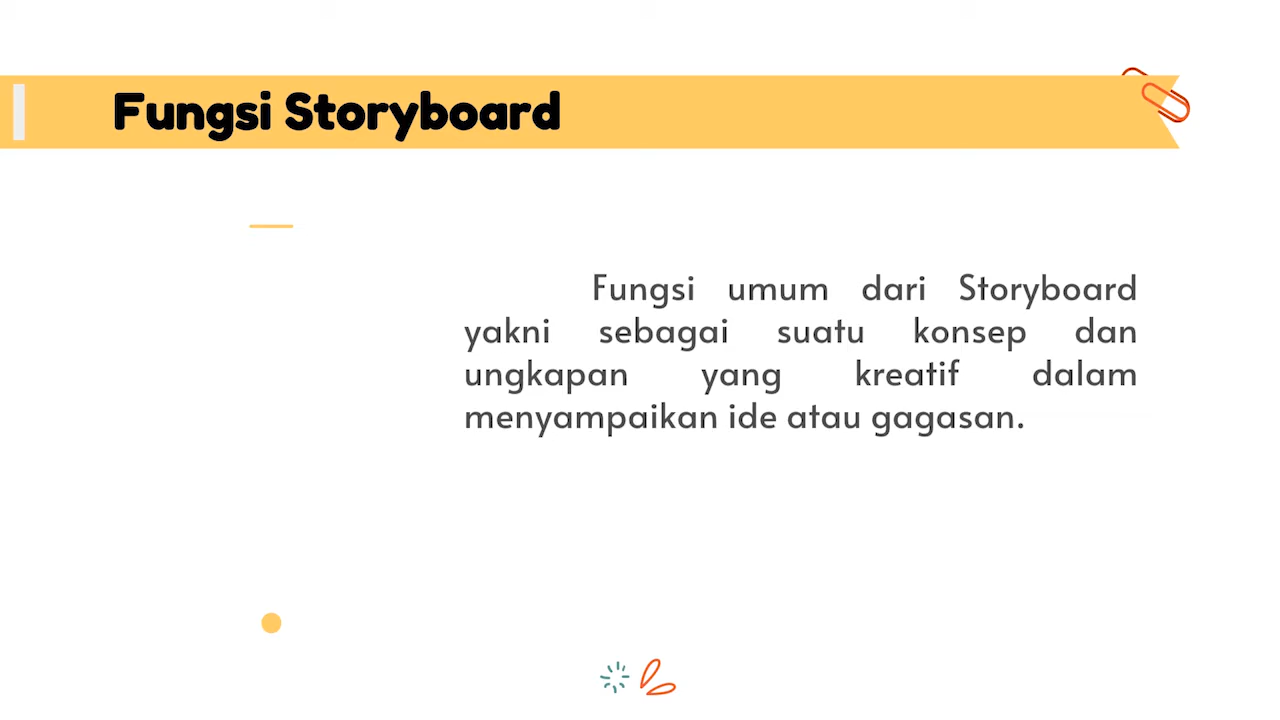 Fungsi Storyboard
Fungsi umum dari Storyboard
yakni sebagai suatu konsep dan
ungkapan yang kreatif dalam
menyampaikan ide atau gagasan.